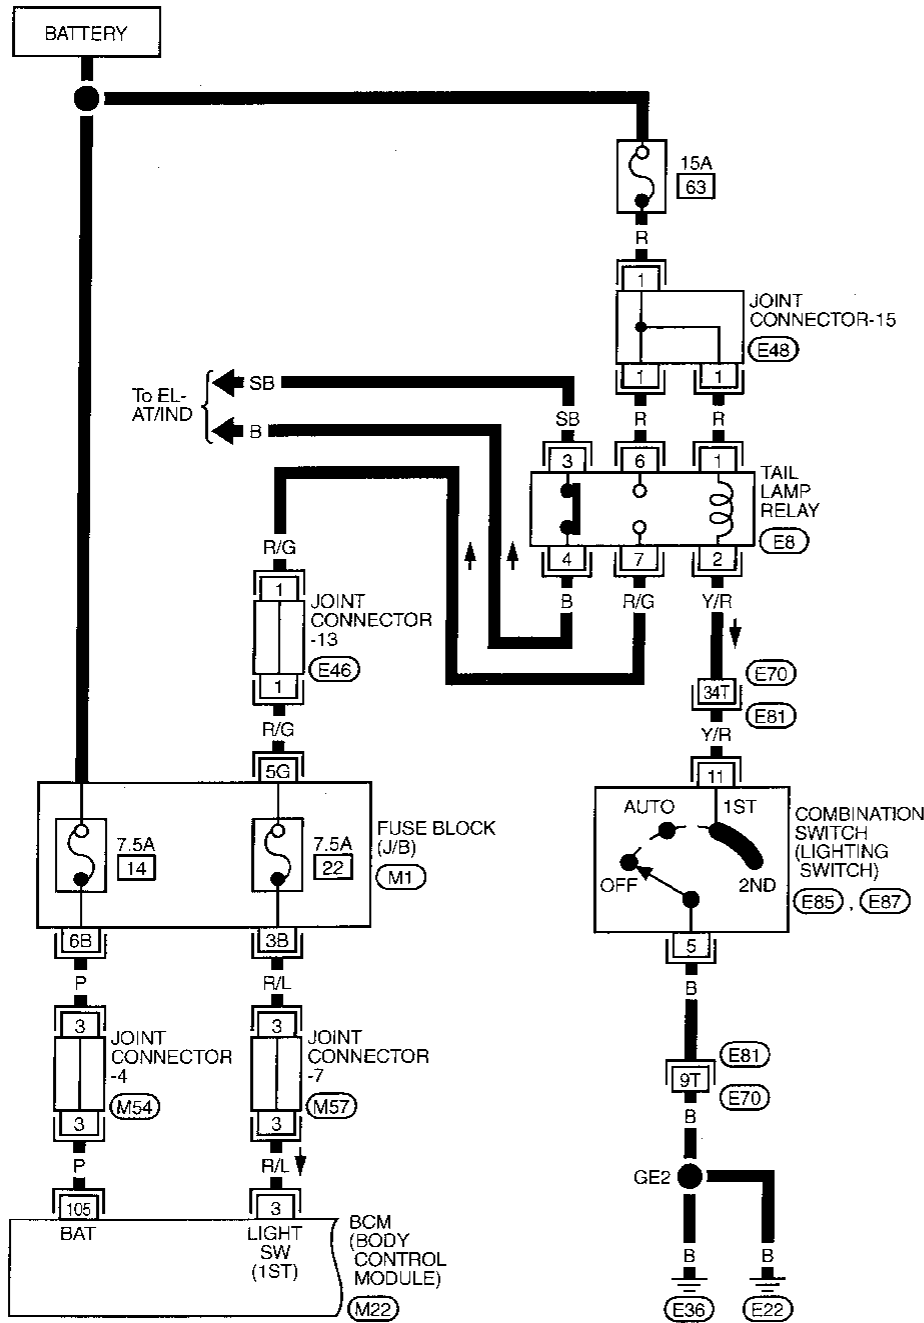 BATTERY
15A
63
R
1
JOINT
CONNECTOR-15
E48
1
1
To EL-
AT/IND
SB
B
SB
R
R
3
6
1
TAIL
LAMP
RELAY
E8
4
7
2
B
R/G
Y/R
R/G
1
JOINT
CONNECTOR
-13
E46
1
R/G
5G
E70
34T
E81
Y/R
11
7.5A
14
7.5A
22
FUSE BLOCK
(J/B)
M1
AUTO
1ST
OFF
2ND
COMBINATION
SWITCH
(LIGHTING
SWITCH)
E85 , E87
6B
3B
5
P
R/L
B
3
JOINT
CONNECTOR
-4
M54
3
3
JOINT
CONNECTOR
-7
M57
3
E81
9T
E70
B
P
R/L
GE2
105
3
BAT
LIGHT
SW
(1ST)
BCM
(BODY
CONTROL
MODULE)
M22
B
B
E36
E22